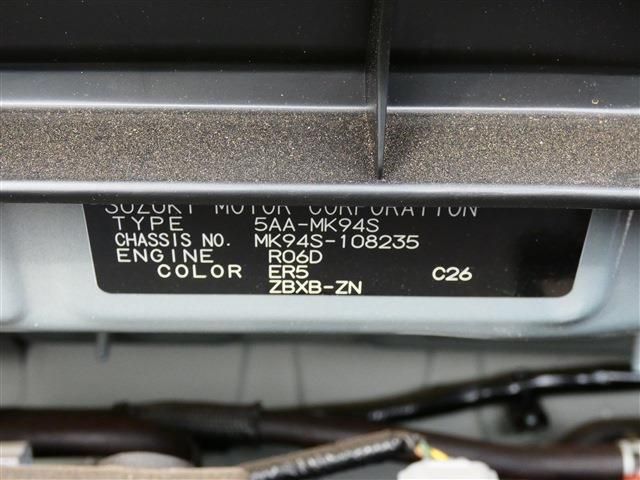 SUZUKI MOTOR CORPORATION
TYPE 5AA-MK94S
CHASSIS NO. MK94S-108235
ENGINE R06D
COLOR ER5 C26
ZBXB-ZN